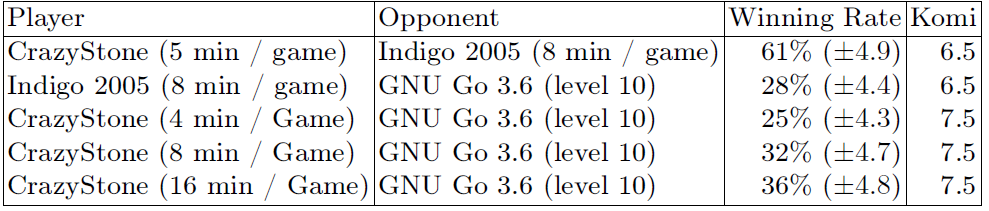 Player Opponent Winning Rate Komi
CrazyStone (5 min / game) Indigo 2005 (8 min / game) 61% (±4.9) 6.5
Indigo 2005 (8 min / game) GNU Go 3.6 (level 10) 28% (±4.4) 6.5
CrazyStone (4 min / Game) GNU Go 3.6 (level 10) 25% (±4.3) 7.5
CrazyStone (8 min / Game) GNU Go 3.6 (level 10) 32% (±4.7) 7.5
CrazyStone (16 min / Game) GNU Go 3.6 (level 10) 36% (±4.8) 7.5